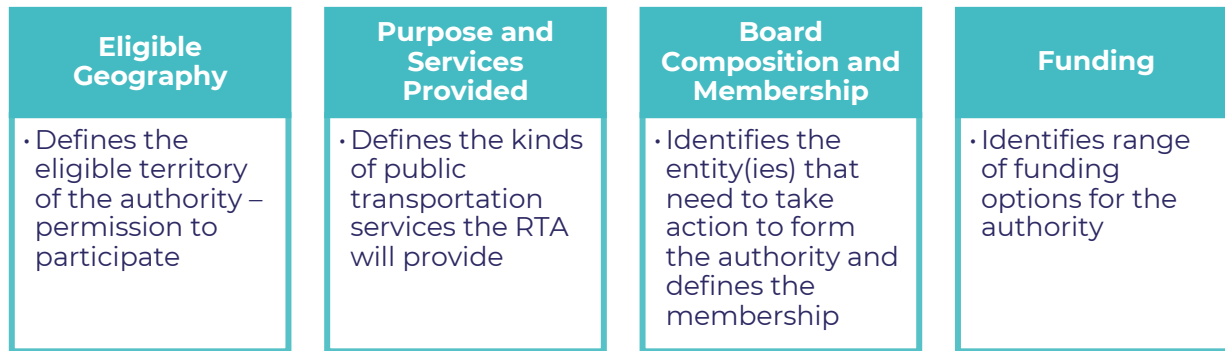 Eligible
Geography
· Defines the
eligible territory
of the authority –
permission to
participate
Purpose and
Services
Provided
· Defines the kinds
of public
transportation
services the RTA
will provide
Board
Composition and
Membership
· Identifies the
entity(ies) that
need to take
action to form
the authority and
defines the
membership
Funding
· Identifies range
of funding
options for the
authority